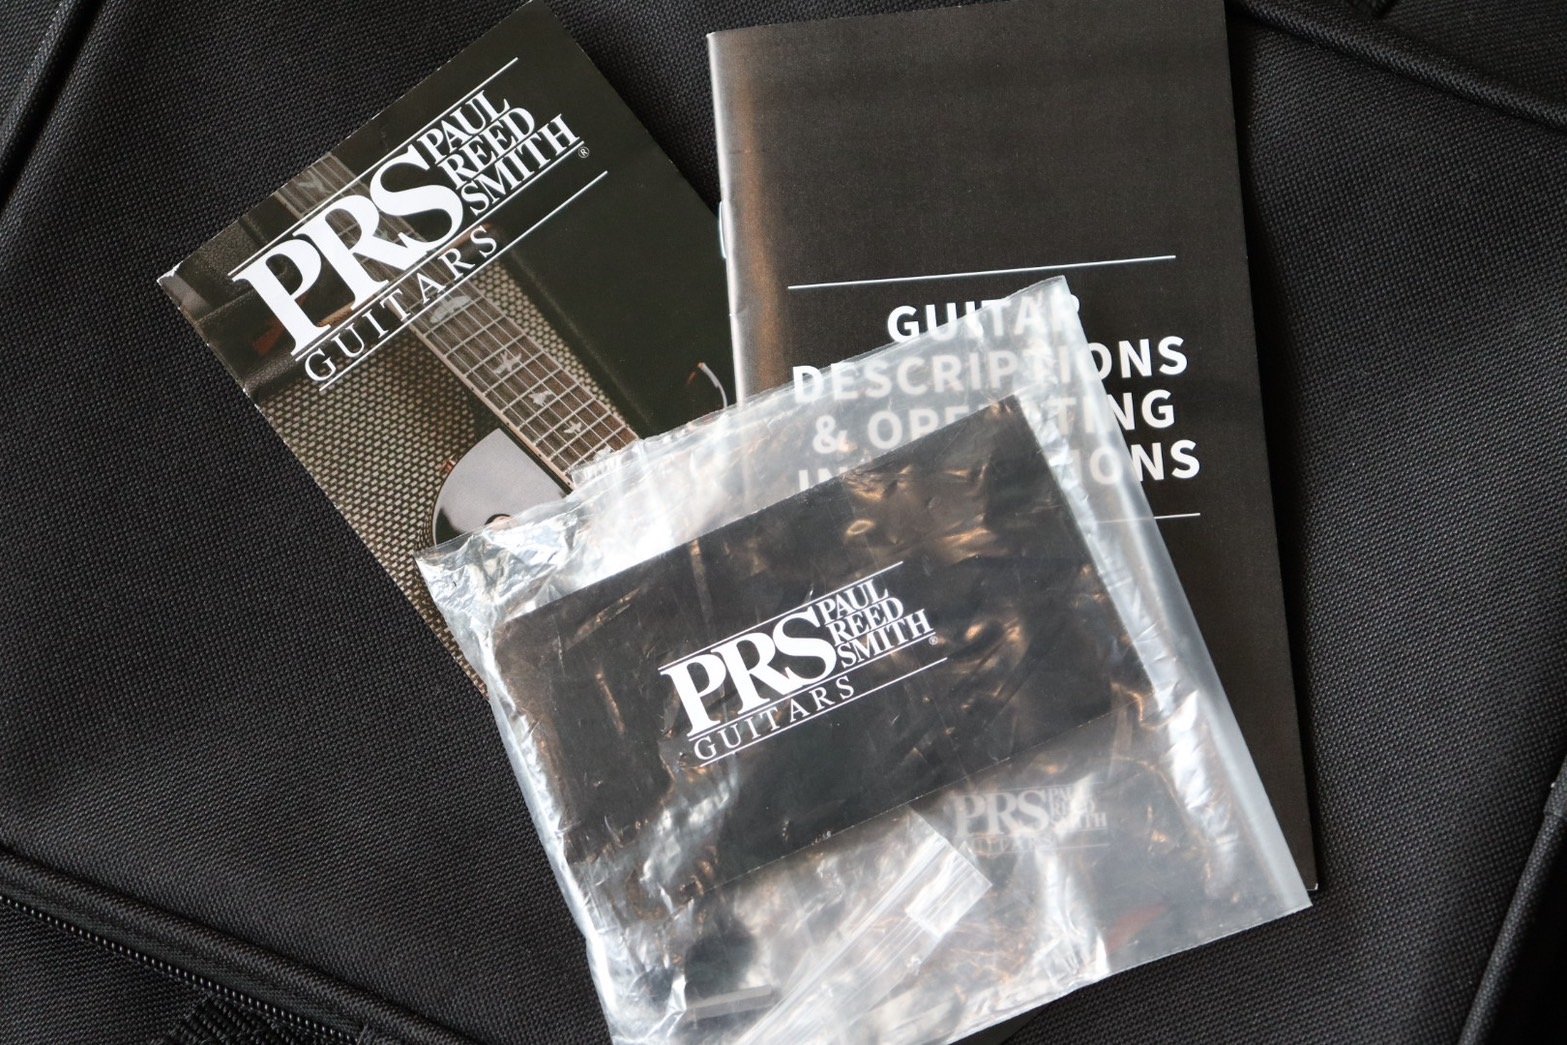 PRS PAUL
REED
SMITH®
GUITARS
GUITAR
DESCRIPTIONS
& OPERATING
INSTRUCTIONS
PRS PAUL
REED
SMITH®
GUITARS
PRS PAUL
REED
SMITH
GUITARS